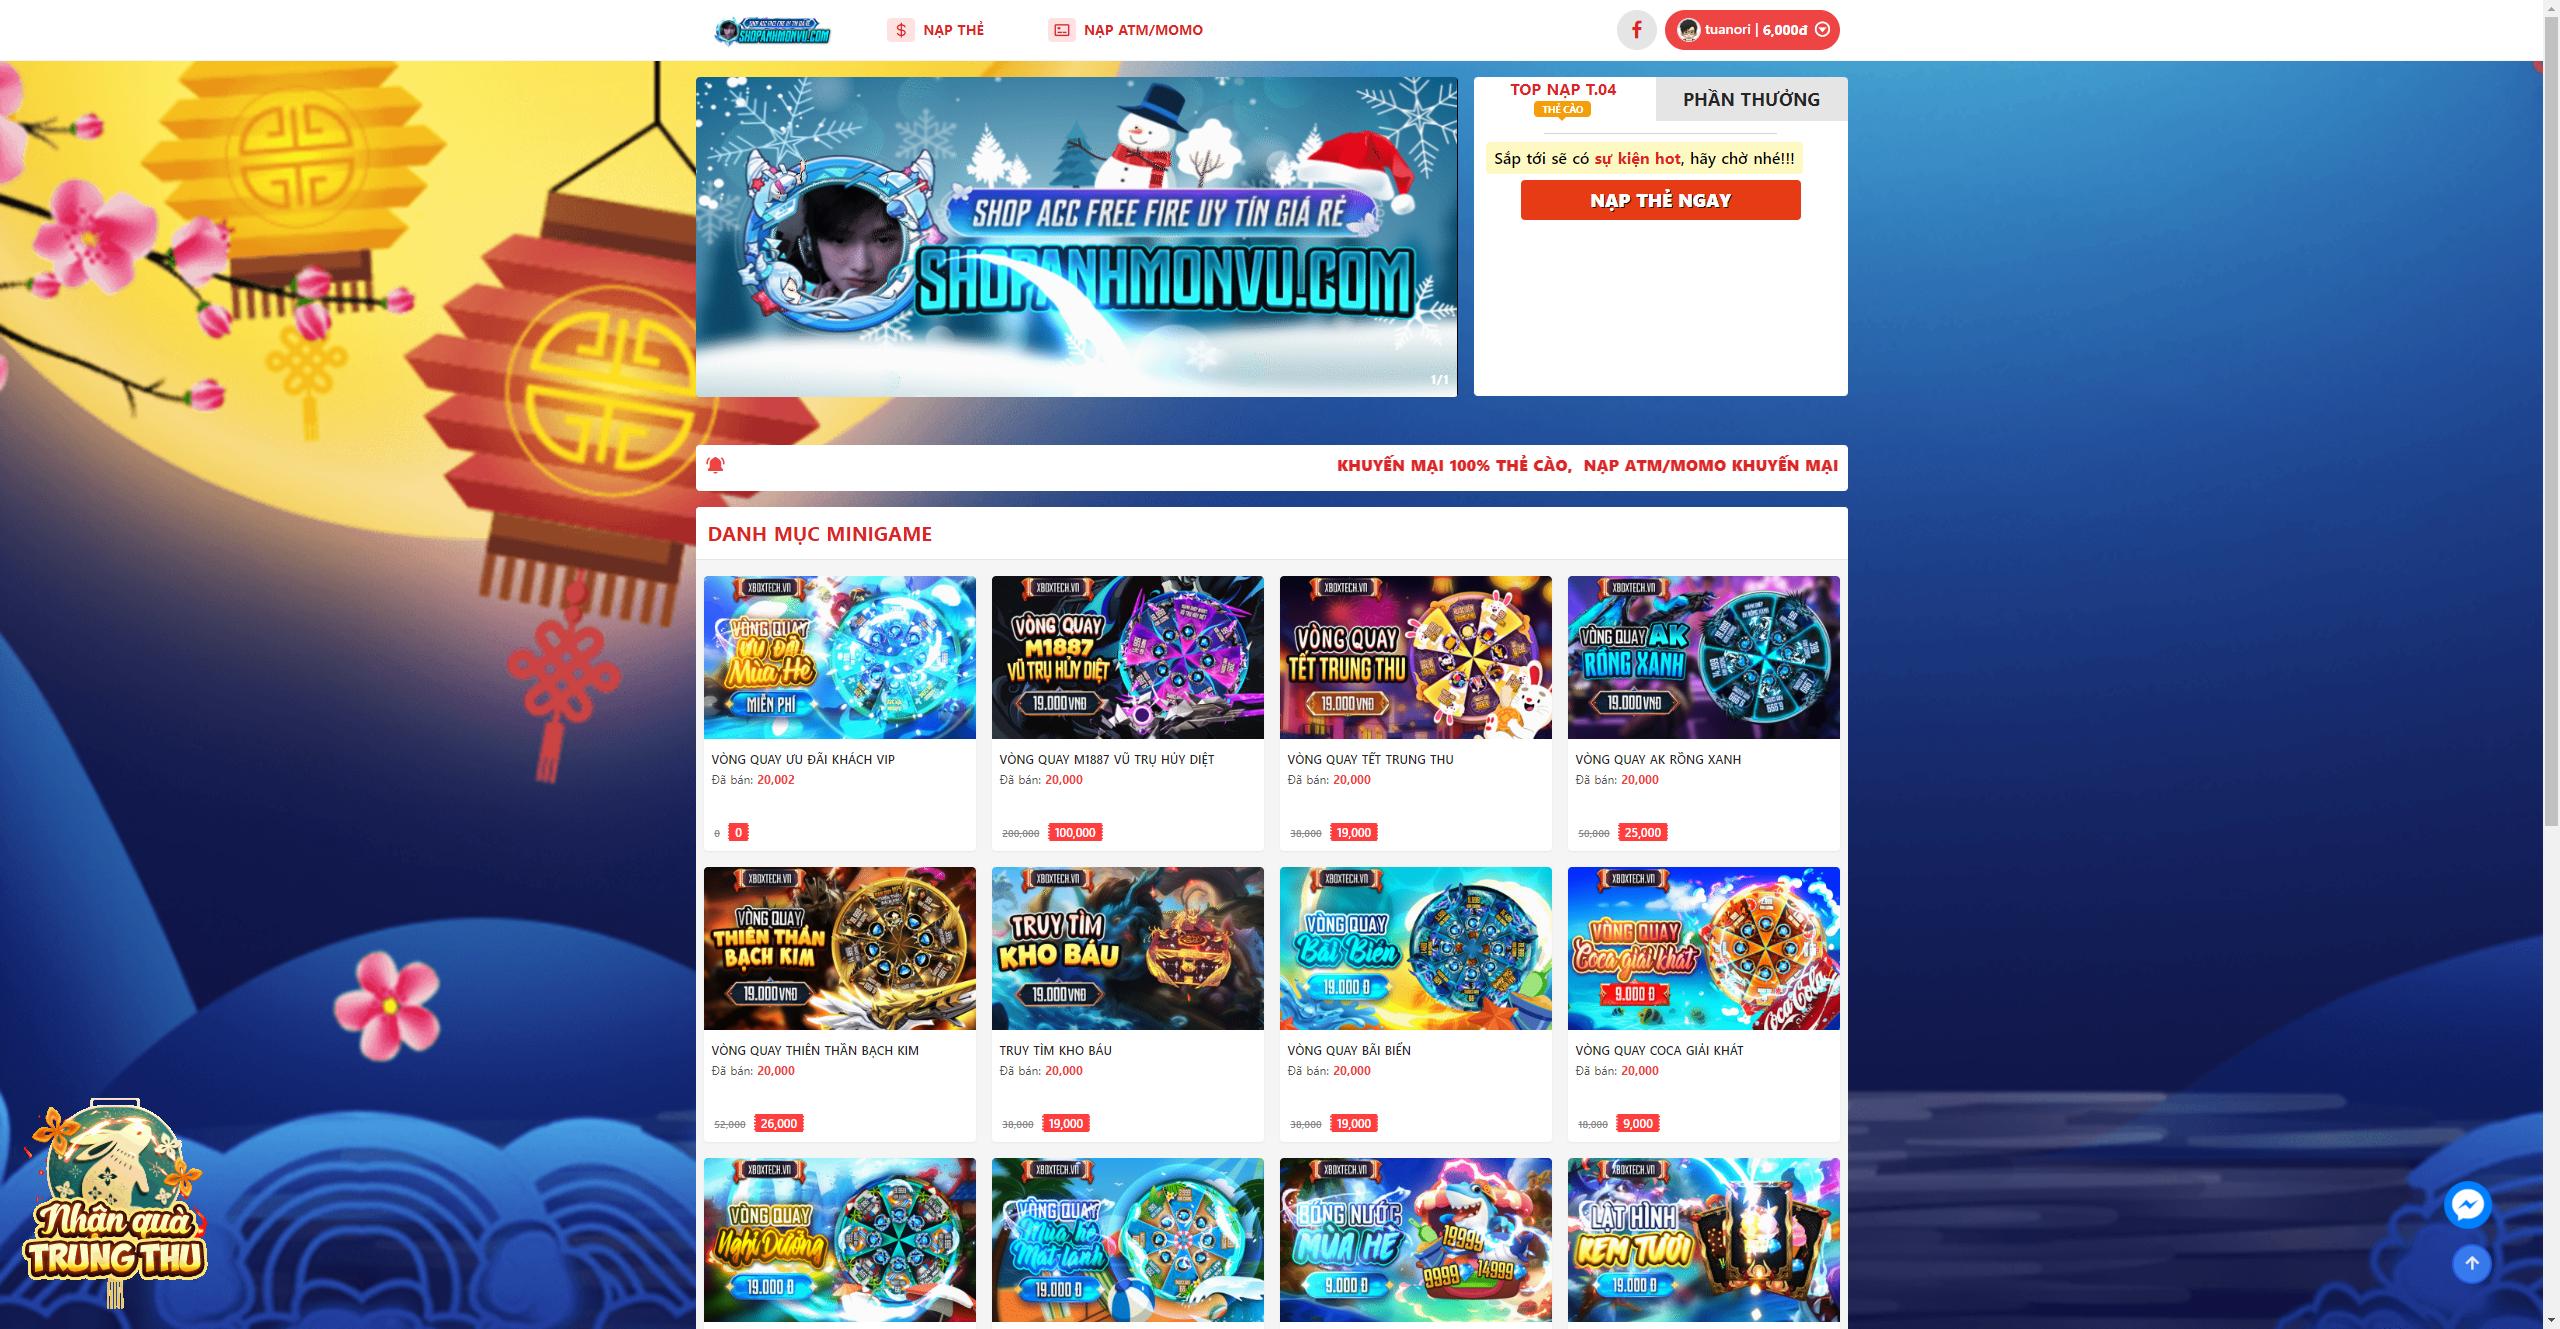 SHOP ACC FREE FIRE UY TÍN GIÁ RẺ
SHOPANHMONVU.COM
NẠP THẺ
NẠP ATM/MOMO
tuanori | 6,000đ
SHOP ACC FREE FIRE UY TÍN GIÁ RẺ
SHOPANHMONVU.COM
1/1
TOP NẠP T.04
THẺ CÀO
PHẦN THƯỞNG
Sắp tới sẽ có sự kiện hot, hãy chờ nhé!!!
NẠP THẺ NGAY
KHUYẾN MẠI 100% THẺ CÀO, NẠP ATM/MOMO KHUYẾN MẠI
DANH MỤC MINIGAME
XBOXTECH.VN
VÒNG QUAY
ƯU ĐÃI
Mùa Hè
MIỄN PHÍ
XBOXTECH.VN
VÒNG QUAY
M1887
VŨ TRỤ HỦY DIỆT
19.000VNĐ
XBOXTECH.VN
VÒNG QUAY
TẾT TRUNG THU
19.000VNĐ
XBOXTECH.VN
VÒNG QUAY AK
RỒNG XANH
19.000VNĐ
VÒNG QUAY ƯU ĐÃI KHÁCH VIP
Đã bán: 20,002
0 0
VÒNG QUAY M1887 VŨ TRỤ HỦY DIỆT
Đã bán: 20,000
200,000 100,000
VÒNG QUAY TẾT TRUNG THU
Đã bán: 20,000
38,000 19,000
VÒNG QUAY AK RỒNG XANH
Đã bán: 20,000
50,000 25,000
XBOXTECH.VN
VÒNG QUAY
THIÊN THẦN
BẠCH KIM
19.000VNĐ
XBOXTECH.VN
TRUY TÌM
KHO BÁU
19.000VNĐ
XBOXTECH.VN
VÒNG QUAY
Bãi Biển
19.000 Đ
XBOXTECH.VN
VÒNG QUAY
Coca giải khát
9.000 Đ
Coca-Cola
VÒNG QUAY THIÊN THẦN BẠCH KIM
Đã bán: 20,000
52,000 26,000
TRUY TÌM KHO BÁU
Đã bán: 20,000
38,000 19,000
VÒNG QUAY BÃI BIỂN
Đã bán: 20,000
38,000 19,000
VÒNG QUAY COCA GIẢI KHÁT
Đã bán: 20,000
18,000 9,000
XBOXTECH.VN
VÒNG QUAY
Nghỉ Dưỡng
19.000 Đ
XBOXTECH.VN
VÒNG QUAY
Mùa hè
Mát lạnh
19.000 Đ
XBOXTECH.VN
BÓNG NƯỚC
MÙA HÈ
9.000 Đ
19999
9999
14999
XBOXTECH.VN
LẬT HÌNH
KEM TƯƠI
19.000 Đ
Nhận quà
TRUNG THU